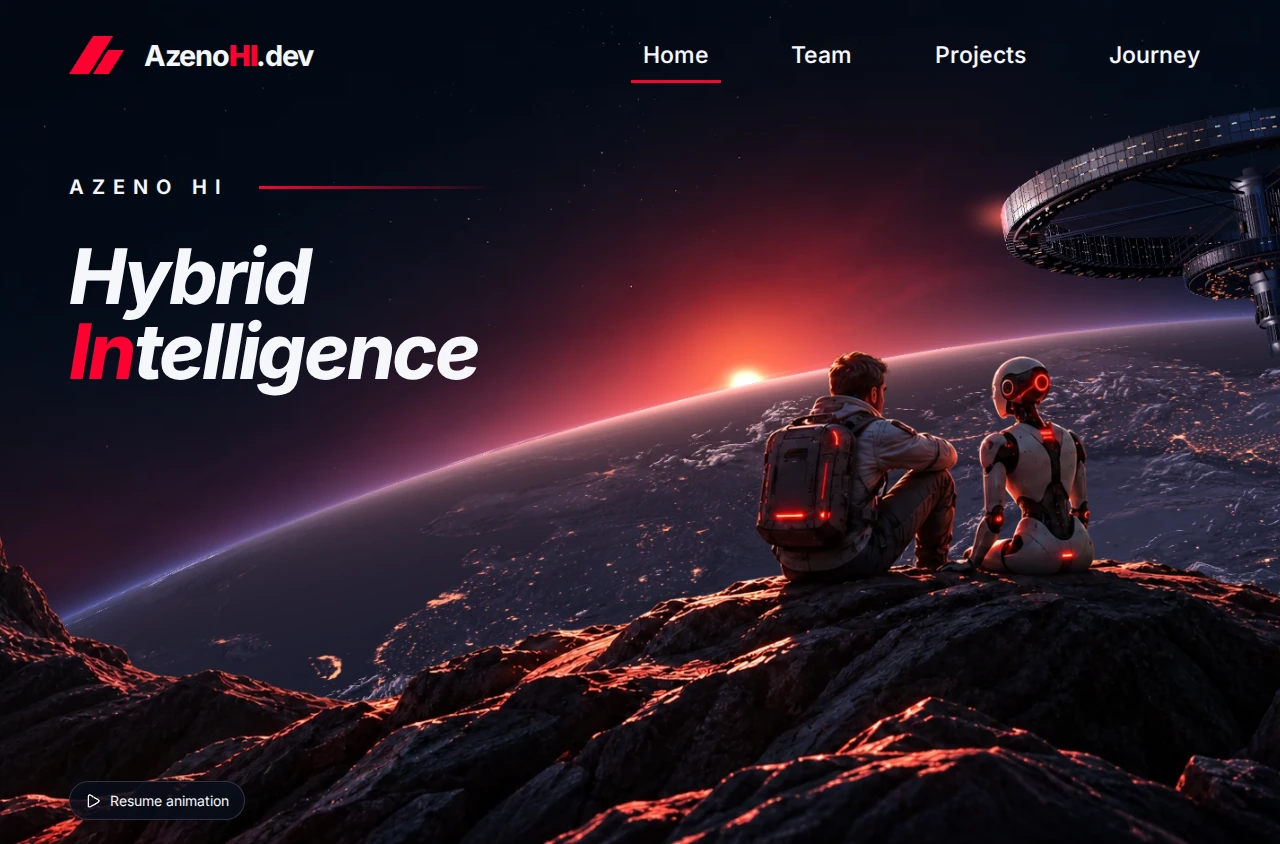 AzenoHI.dev
Home Team Projects Journey
AZENO HI
Hybrid
Intelligence
Resume animation